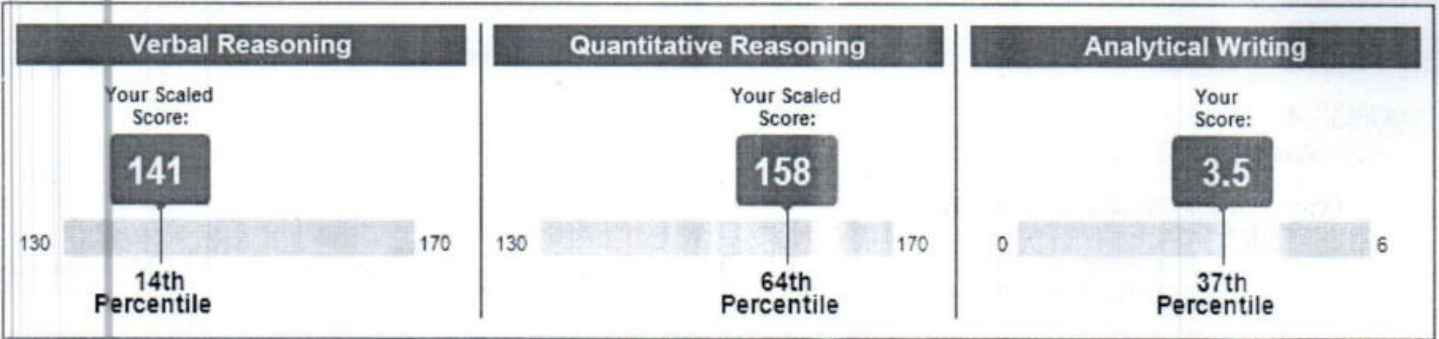 Verbal Reasoning
Your Scaled
Score:
141
130
170
14th
Percentile
Quantitative Reasoning
Your Scaled
Score:
158
130
170
64th
Percentile
Analytical Writing
Your
Score:
3.5
0
6
37th
Percentile